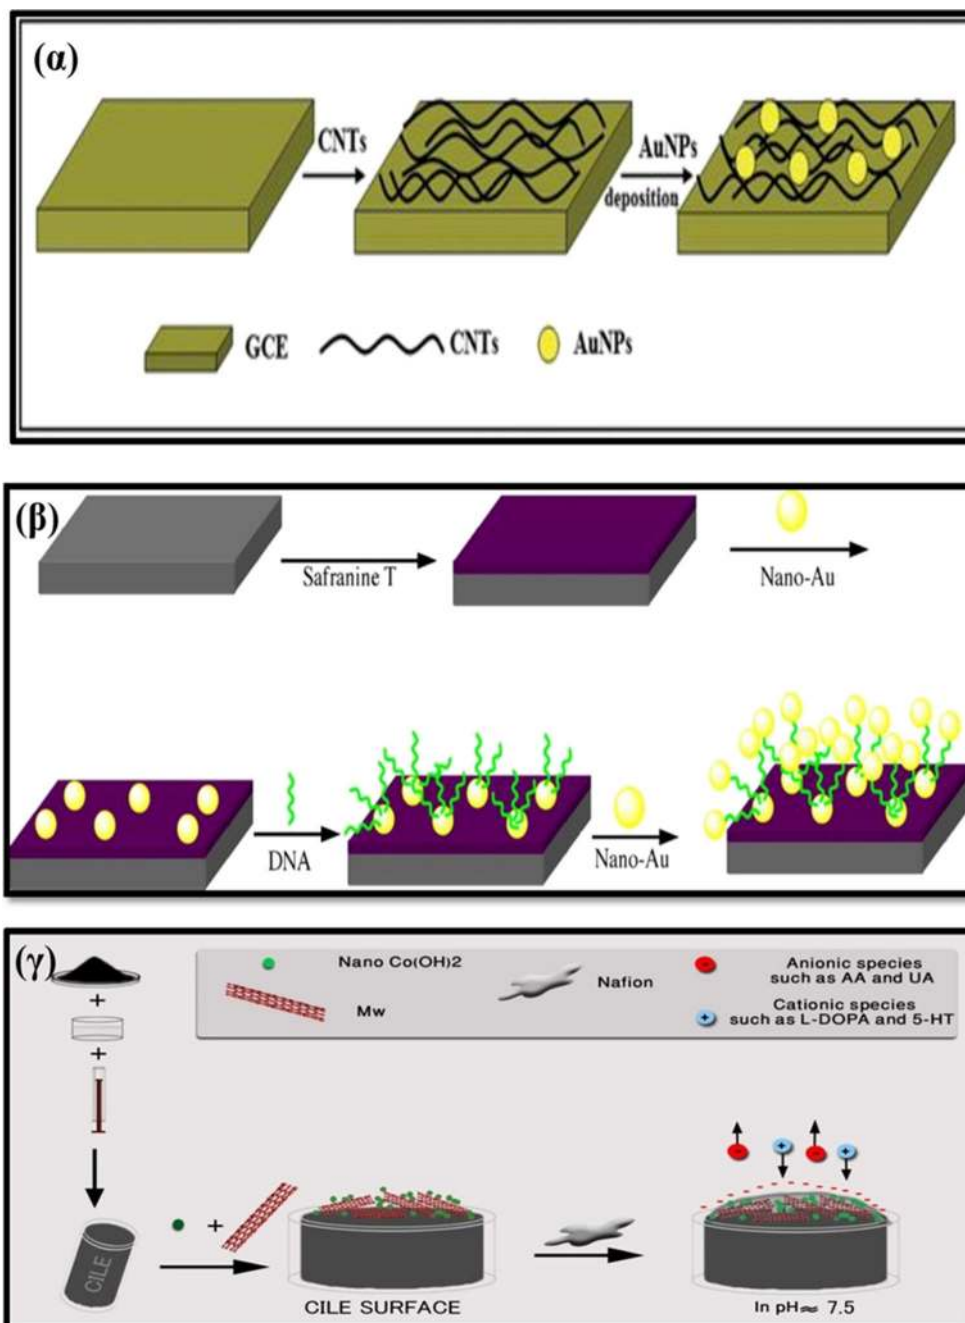 (α)
CNTs
AuNPs
deposition
GCE
CNTs
AuNPs
(β)
Safranine T
Nano-Au
DNA
Nano-Au
(γ)
Nano Co(OH)2
Mw
Nafion
Anionic species
such as AA and UA
Cationic species
such as L-DOPA and 5-HT
+
+
-
+
-
+
CILE
+
CILE SURFACE
In pH≈ 7.5